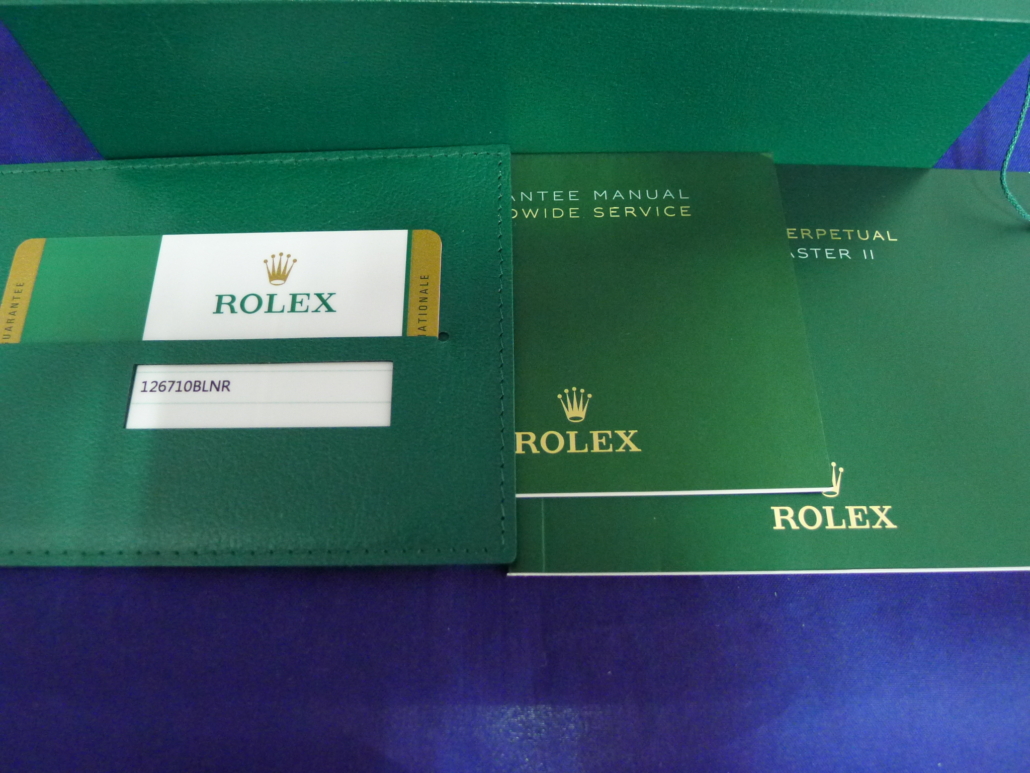 UARANTEE
ROLEX
ATIONALE
126710BLNR
ANTEE MANUAL
DWIDE SERVICE
ROLEX
ERPETUAL
ASTER II
ROLEX